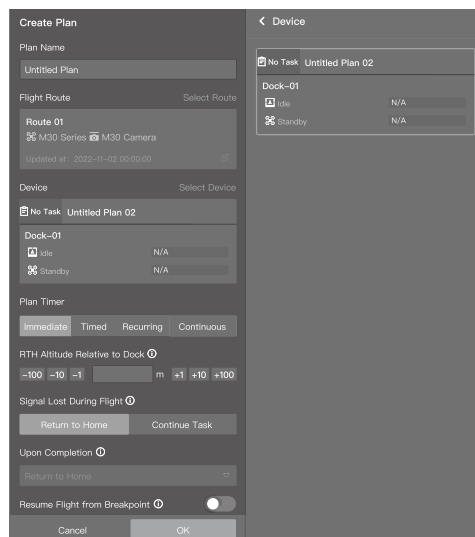 Create Plan
Plan Name
Untitled Plan
Flight Route Select Route
Route 01
M30 Series M30 Camera
Updated at: 2022-11-02 00:00:00
Device Select Device
No Task Untitled Plan 02
Dock-01
Idle N/A
Standby N/A
Plan Timer
Immediate Timed Recurring Continuous
RTH Altitude Relative to Dock
-100 -10 -1 m +1 +10 +100
Signal Lost During Flight
Return to Home Continue Task
Upon Completion
Return to Home
Resume Flight from Breakpoint
Cancel OK
Device
No Task Untitled Plan 02
Dock-01
Idle N/A
Standby N/A